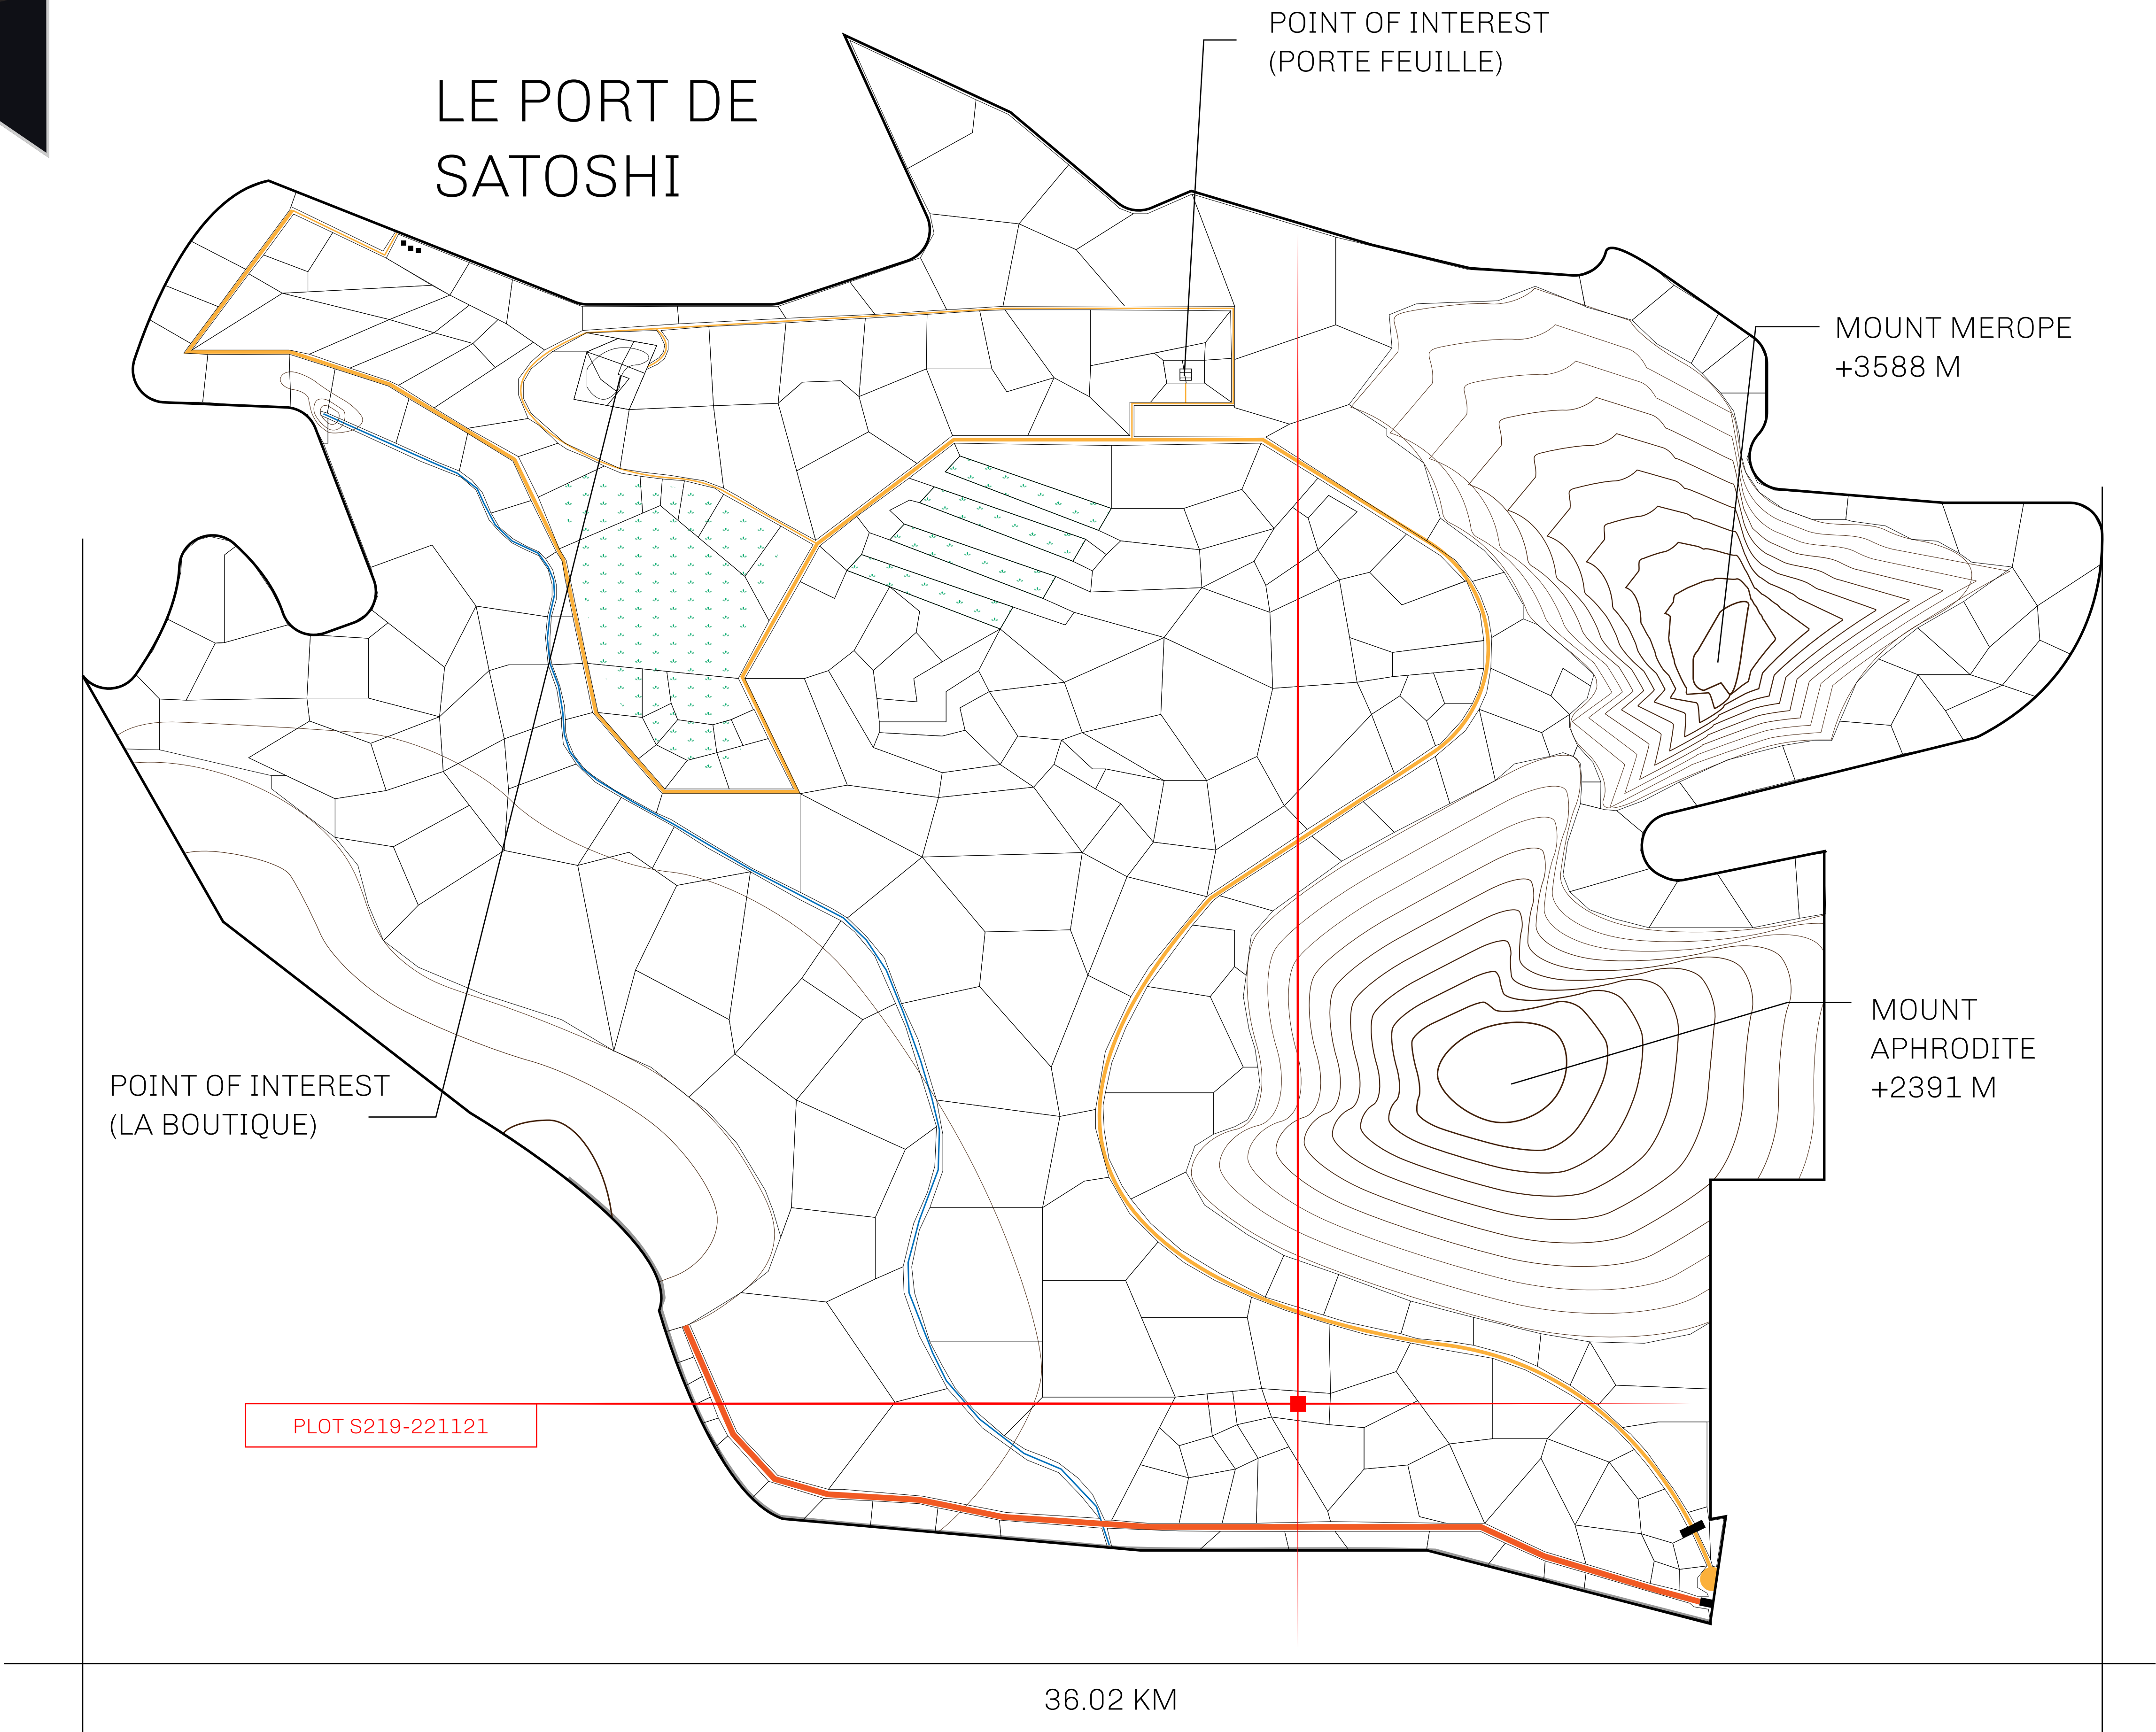 POINT OF INTEREST
(PORTE FEUILLE)
LE PORT DE
SATOSHI
MOUNT MEROPE
+3588 M
MOUNT
APHRODITE
+2391 M
POINT OF INTEREST
(LA BOUTIQUE)
PLOT S219-221121
36.02 KM